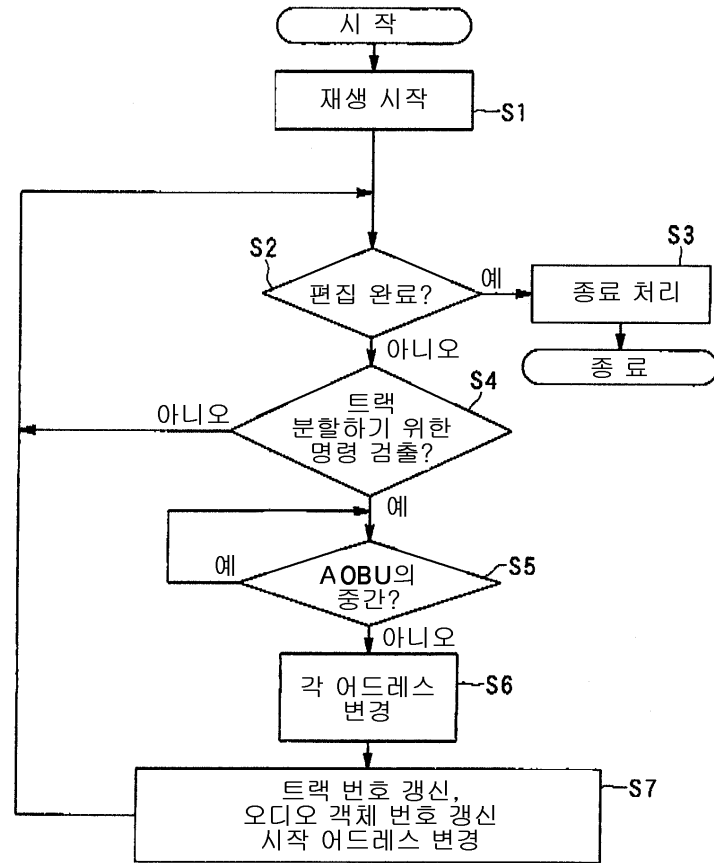 시 작
재생 시작
S1
S2
편집 완료?
예
S3
종료 처리
종 료
아니오
S4
트랙
분할하기 위한
명령 검출?
아니오
예
S5
AOBU의
중간?
예
아니오
각 어드레스
변경
S6
트랙 번호 갱신,
오디오 객체 번호 갱신
시작 어드레스 변경
S7